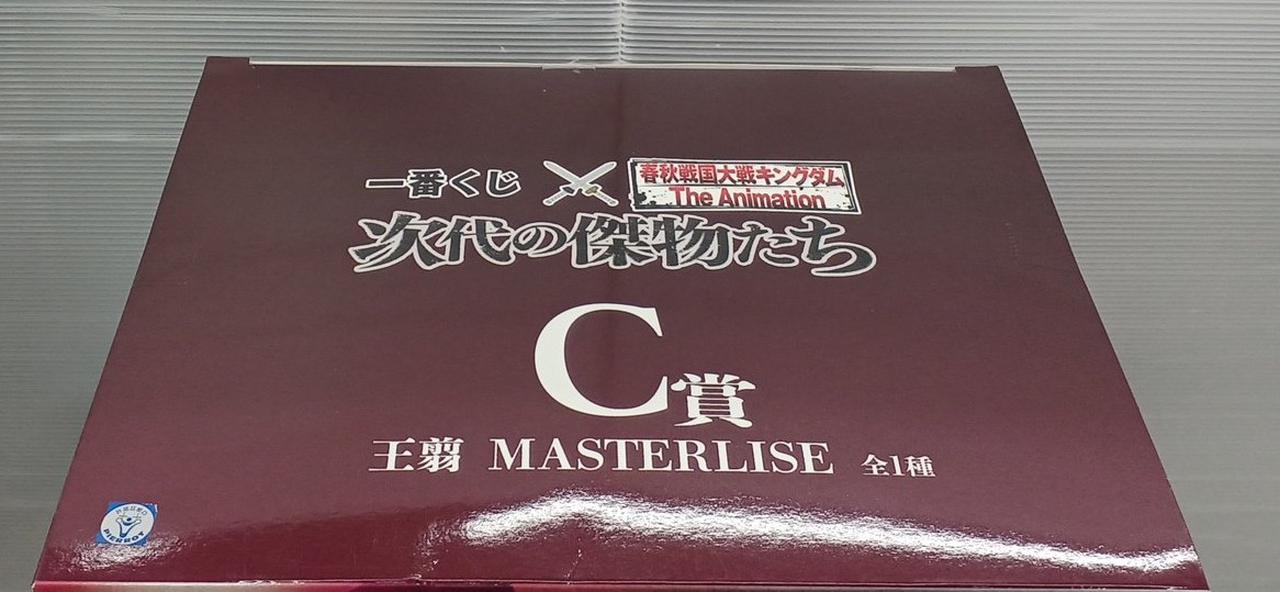 一番くじ
春秋戦国大戦キングダム
The Animation
次代の傑物たち
C賞
王翦 MASTERLISE 全1種
PIERROT